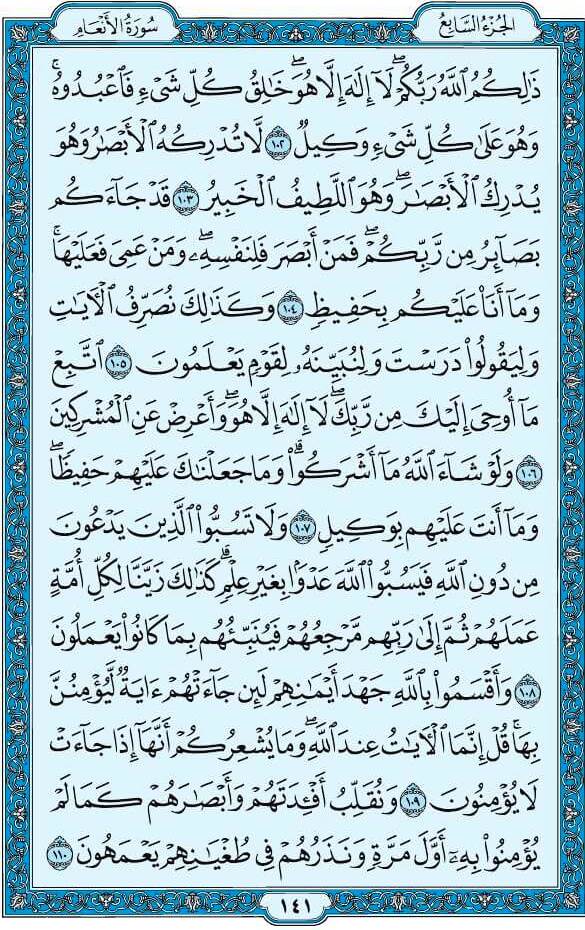 الجزء السابع
سورة الأنعام
ذَٰلِكُمُ ٱللَّهُ رَبُّكُمْۖ لَآ إِلَٰهَ إِلَّا هُوَۖ خَٰلِقُ كُلِّ شَىْءٍ فَٱعْبُدُوهُۚ
وَهُوَ عَلَىٰ كُلِّ شَىْءٍ وَكِيلٌ ١٠٢ لَّا تُدْرِكُهُ ٱلْأَبْصَٰرُ وَهُوَ
يُدْرِكُ ٱلْأَبْصَٰرَۖ وَهُوَ ٱللَّطِيفُ ٱلْخَبِيرُ ١٠٣ قَدْ جَآءَكُم
بَصَآئِرُ مِن رَّبِّكُمْۖ فَمَنْ أَبْصَرَ فَلِنَفْسِهِۦۖ وَمَنْ عَمِىَ فَعَلَيْهَاۚ
وَمَآ أَنَا۠ عَلَيْكُم بِحَفِيظٍ ١٠٤ وَكَذَٰلِكَ نُصَرِّفُ ٱلْأٓيَٰتِ
وَلِيَقُولُوا۟ دَرَسْتَ وَلِنُبَيِّنَهُۥ لِقَوْمٍ يَعْلَمُونَ ١٠٥ ٱتَّبِعْ
مَآ أُوحِىَ إِلَيْكَ مِن رَّبِّكَۖ لَآ إِلَٰهَ إِلَّا هُوَۖ وَأَعْرِضْ عَنِ ٱلْمُشْرِكِينَ
١٠٦ وَلَوْ شَآءَ ٱللَّهُ مَآ أَشْرَكُوا۟ۗ وَمَا جَعَلْنَٰكَ عَلَيْهِمْ حَفِيظًاۖ
وَمَآ أَنتَ عَلَيْهِم بِوَكِيلٍ ١٠٧ وَلَا تَسُبُّوا۟ ٱلَّذِينَ يَدْعُونَ
مِن دُونِ ٱللَّهِ فَيَسُبُّوا۟ ٱللَّهَ عَدْوًۢا بِغَيْرِ عِلْمٍۗ كَذَٰلِكَ زَيَّنَّا لِكُلِّ أُمَّةٍ
عَمَلَهُمْ ثُمَّ إِلَىٰ رَبِّهِم مَّرْجِعُهُمْ فَيُنَبِّئُهُم بِمَا كَانُوا۟ يَعْمَلُونَ
١٠٨ وَأَقْسَمُوا۟ بِٱللَّهِ جَهْدَ أَيْمَٰنِهِمْ لَئِن جَآءَتْهُمْ ءَايَةٌ لَّيُؤْمِنُنَّ
بِهَاۚ قُلْ إِنَّمَا ٱلْأٓيَٰتُ عِندَ ٱللَّهِۖ وَمَا يُشْعِرُكُمْ أَنَّهَآ إِذَا جَآءَتْ
لَا يُؤْمِنُونَ ١٠٩ وَنُقَلِّبُ أَفْـِٔدَتَهُمْ وَأَبْصَٰرَهُمْ كَمَا لَمْ
يُؤْمِنُوا۟ بِهِۦٓ أَوَّلَ مَرَّةٍ وَنَذَرُهُمْ فِى طُغْيَٰنِهِمْ يَعْمَهُونَ ١١٠
١٤١